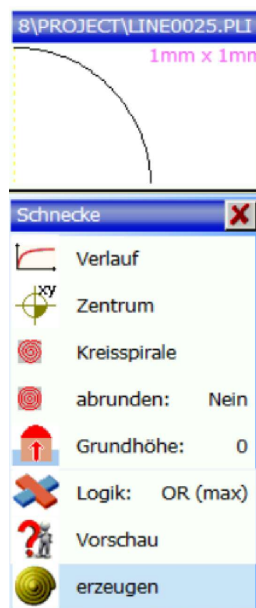 8\PROJECT\LINE0025.PLI
1mm x 1mm
Schnecke
Verlauf
xy
Zentrum
Kreisspirale
abrunden: Nein
Grundhöhe: 0
Logik: OR (max)
Vorschau
erzeugen